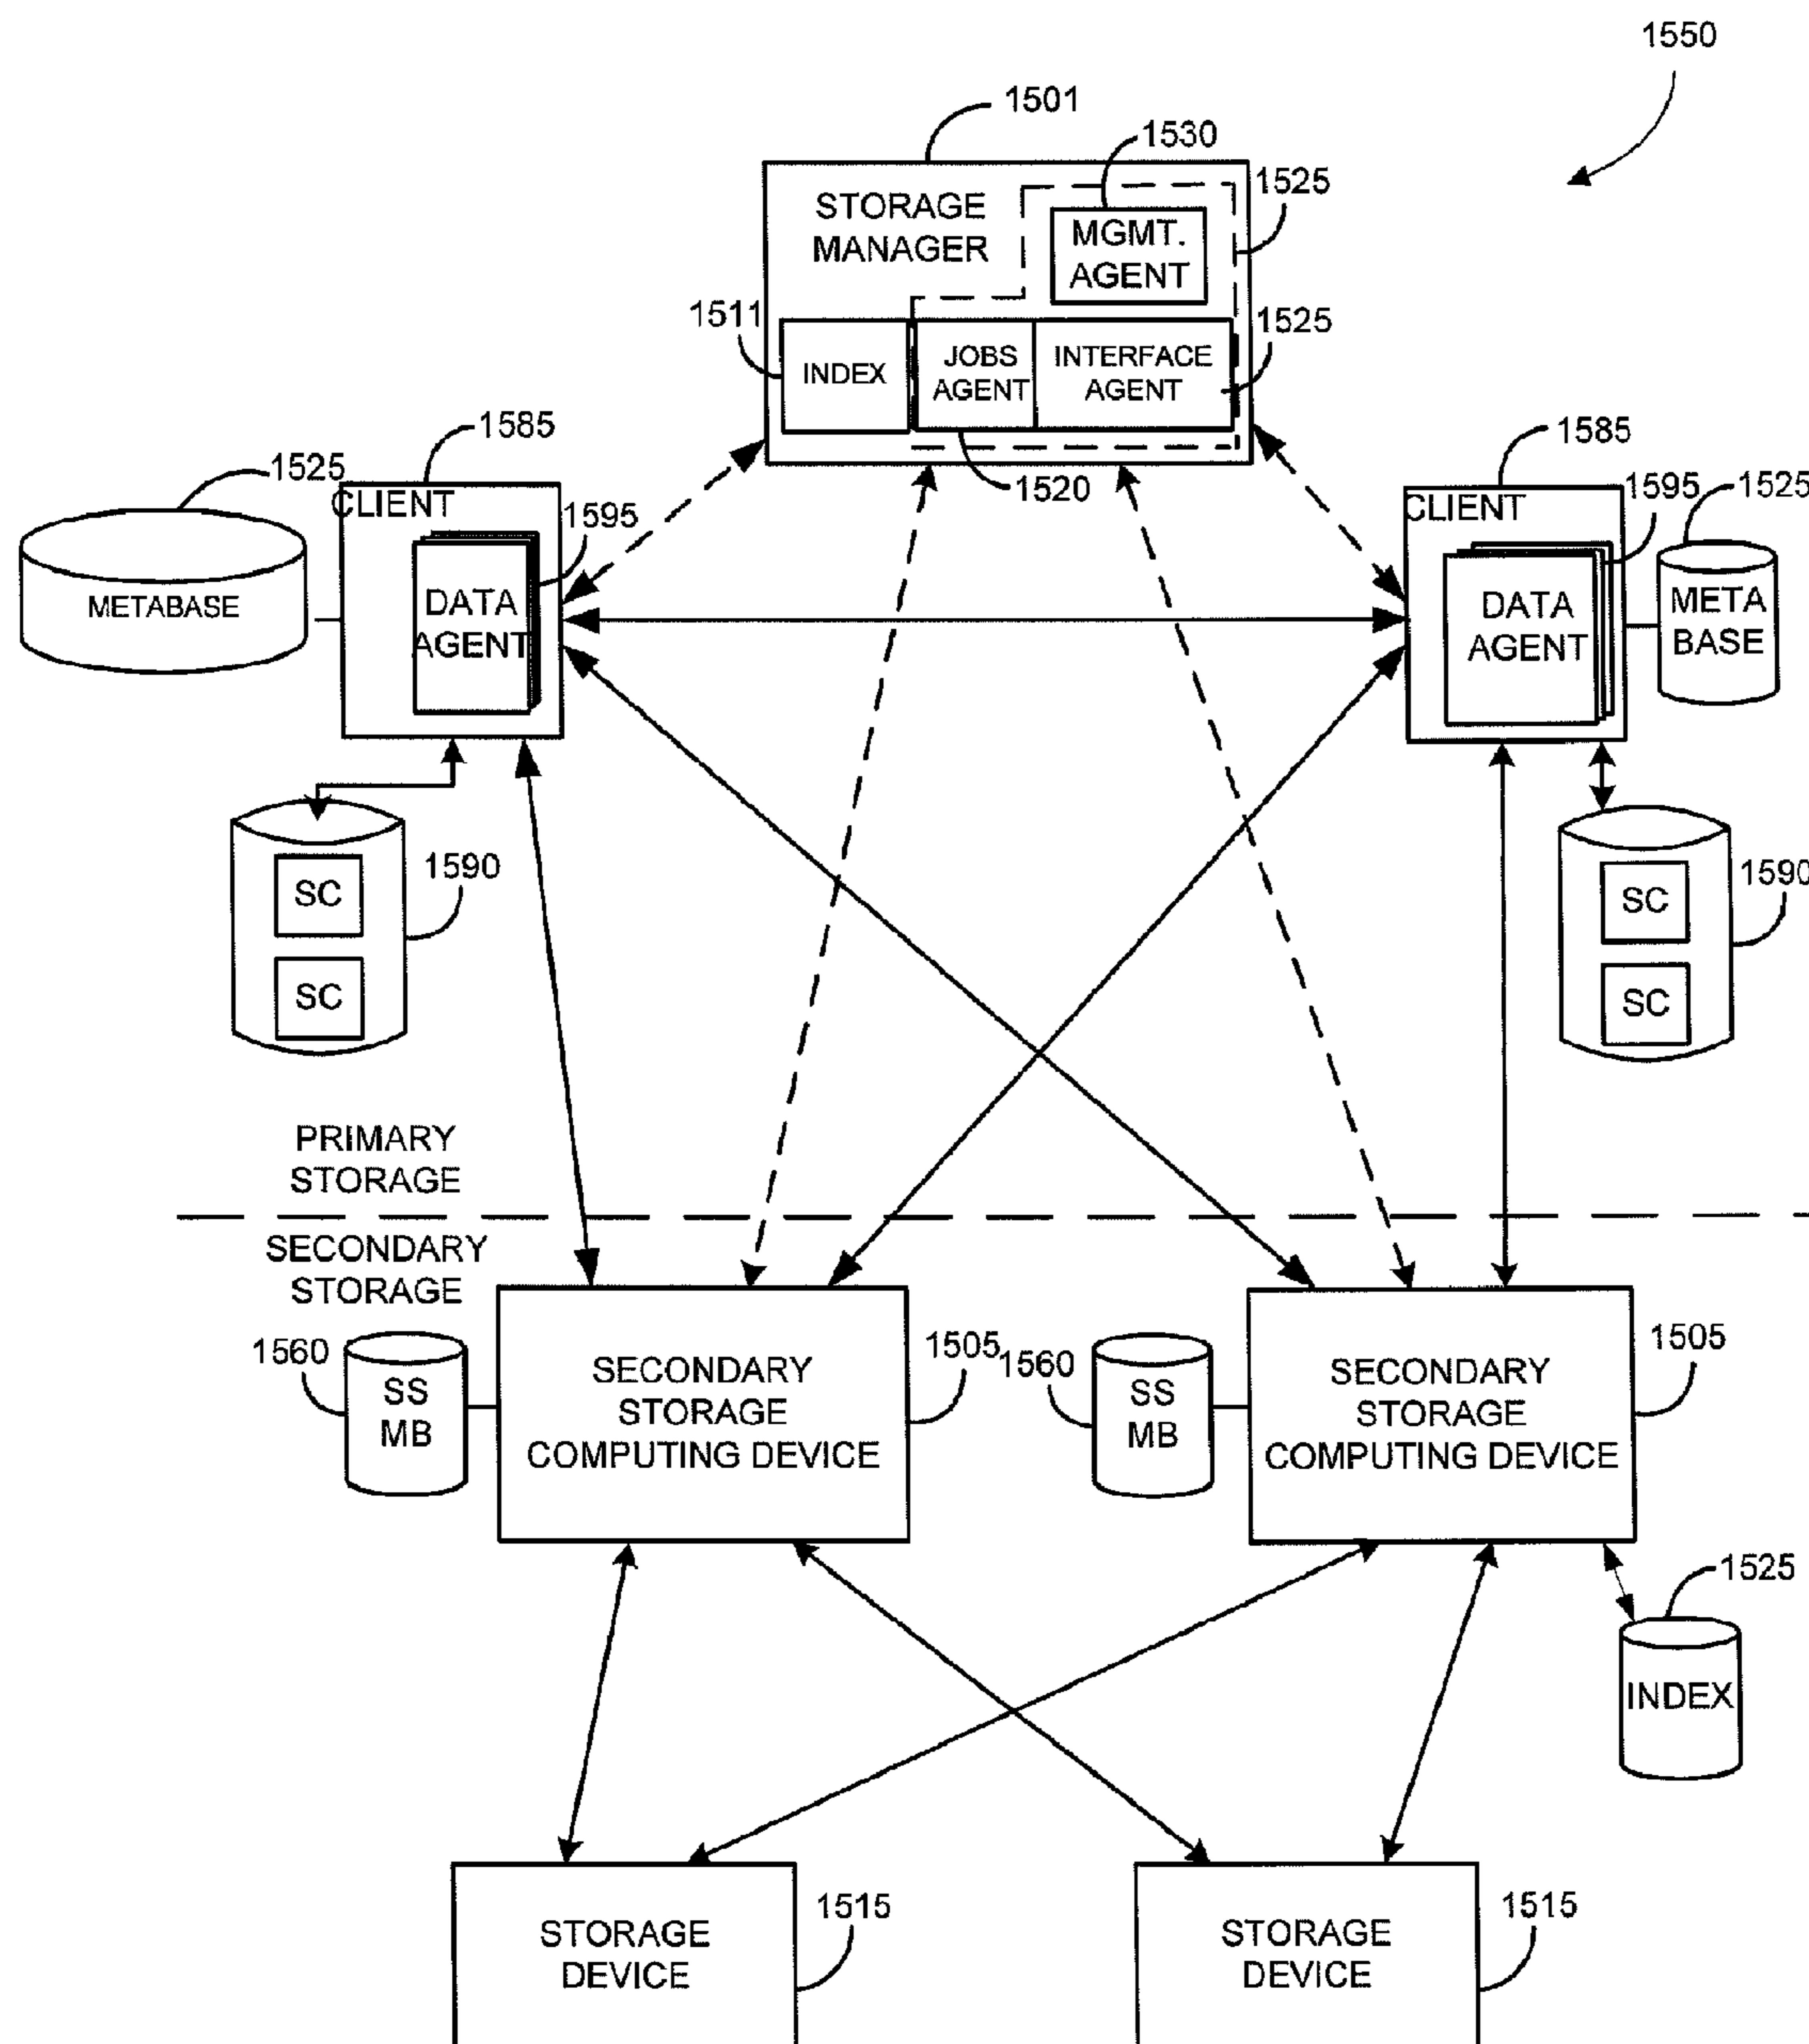 1550
1501
1530
STORAGE
MANAGER
1525
MGMT.
AGENT
1511
INDEX
JOBS
AGENT
INTERFACE
AGENT
1525
1520
1585
1525
CLIENT
1595
METABASE
DATA
AGENT
1585
CLIENT
1595
1525
DATA
AGENT
META
BASE
SC
SC
1590
SC
SC
1590
PRIMARY
STORAGE
SECONDARY
STORAGE
1560
SS
MB
SECONDARY
STORAGE
COMPUTING DEVICE
1505
1560
SS
MB
SECONDARY
STORAGE
COMPUTING DEVICE
1505
1525
INDEX
STORAGE
DEVICE
1515
STORAGE
DEVICE
1515